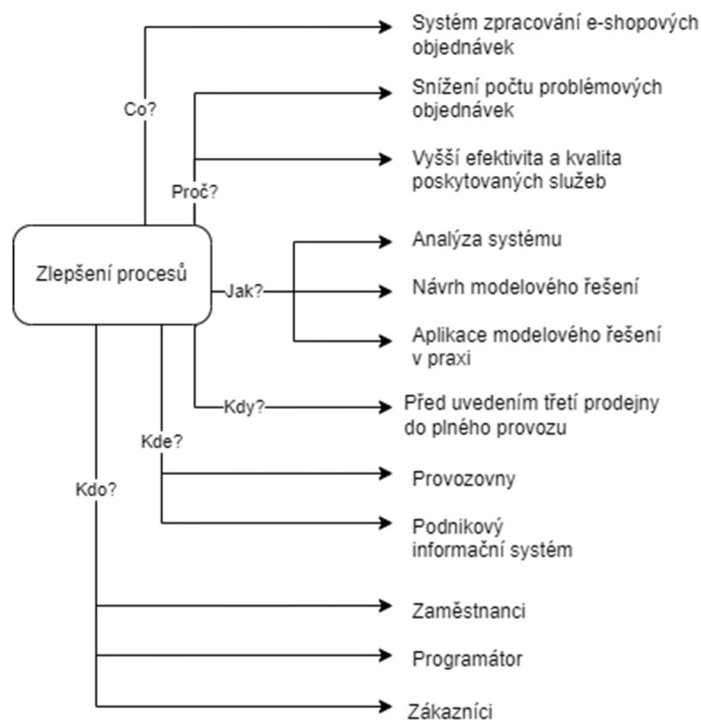 Systém zpracování e-shopových
objednávek
Co?
Snížení počtu problémových
objednávek
Vyšší efektivita a kvalita
poskytovaných služeb
Proč?
Zlepšení procesů
Analýza systému
Jak?
Návrh modelového řešení
Aplikace modelového řešení
v praxi
Kdy?
Před uvedením třetí prodejny
do plného provozu
Kde?
Provozovny
Podnikový
informační systém
Kdo?
Zaměstnanci
Programátor
Zákazníci